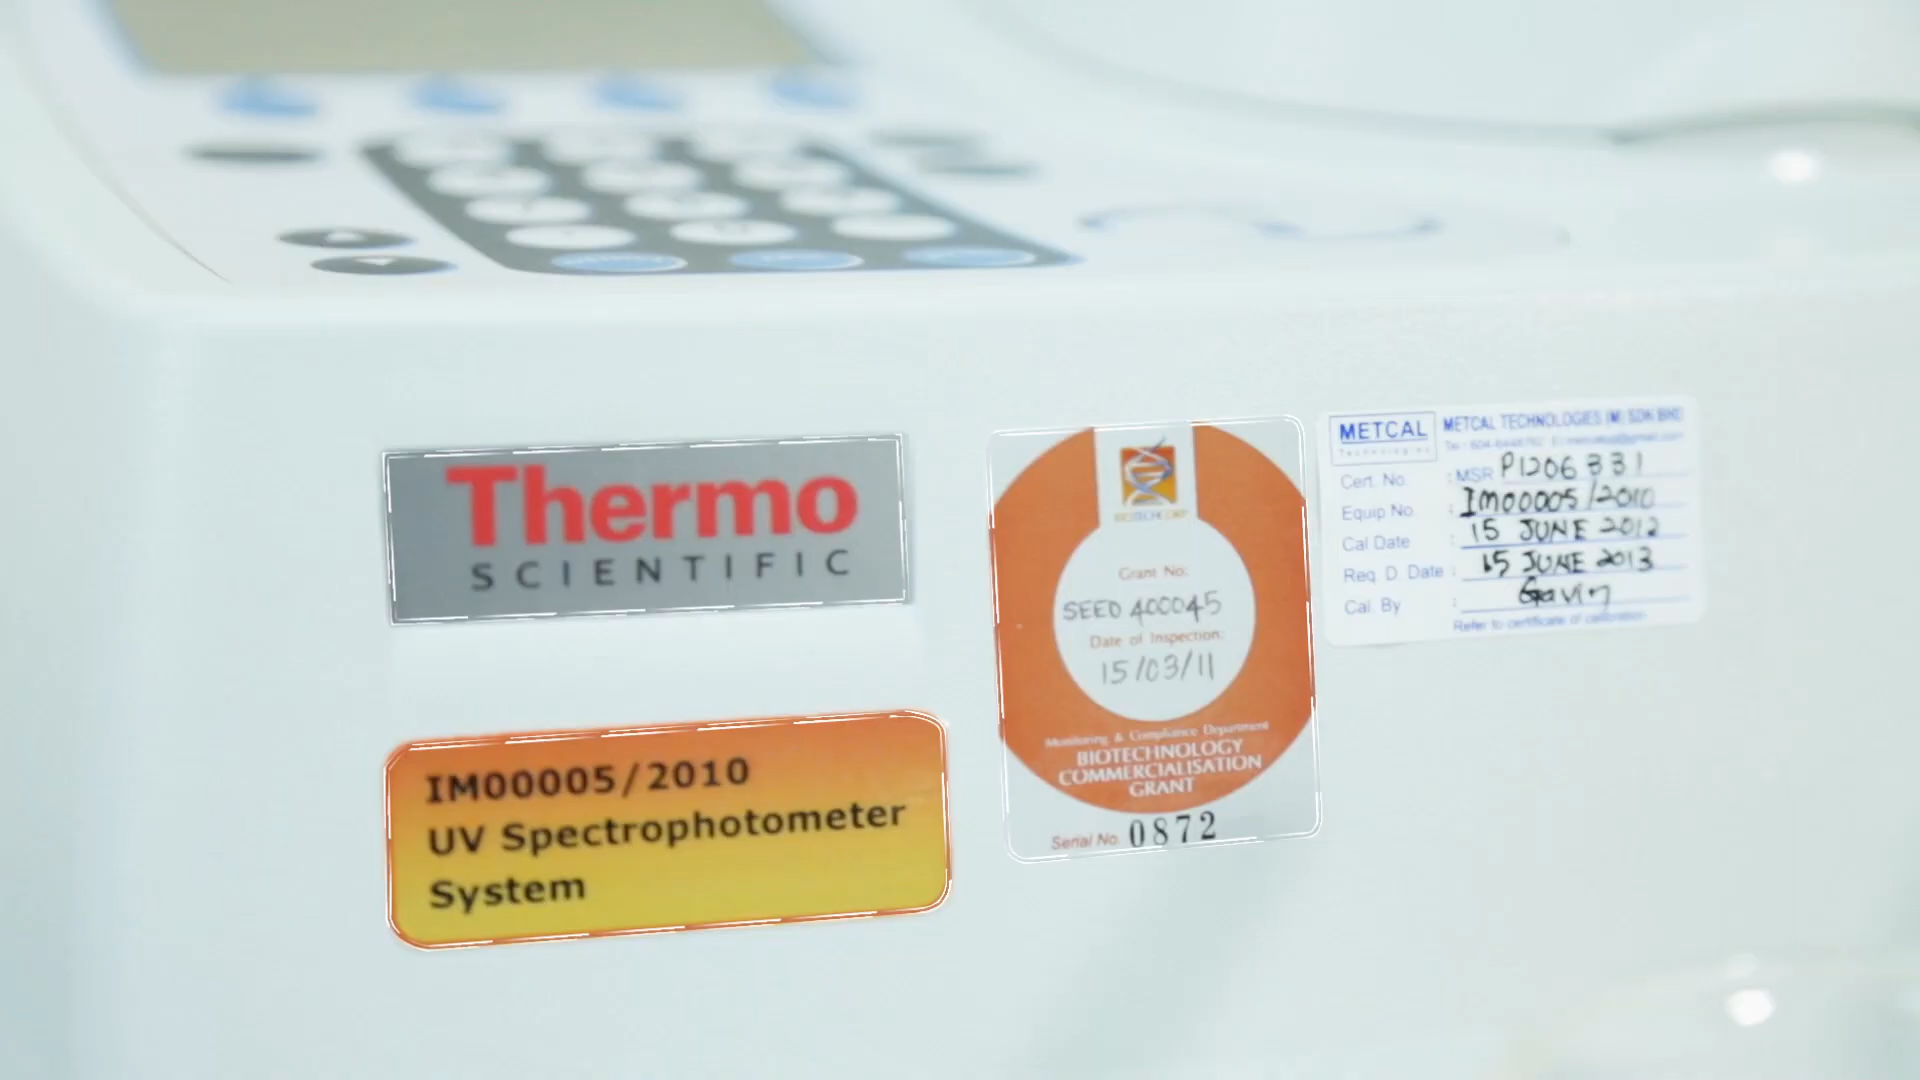 Thermo
SCIENTIFIC
IM00005/2010
UV Spectrophotometer
System
BIOTECHCORP
Grant No:
SEED 400045
Date of Inspection:
15/03/11
Monitoring & Compliance Department
BIOTECHNOLOGY
COMMERCIALISATION
GRANT
Serial No. 0872
METCAL
Technologies
METCAL TECHNOLOGIES (M) SDN BHD
Cert. No. : MSR P1206331
Equip No. : IM00005/2010
Cal Date : 15 JUNE 2012
Req. D. Date : 15 JUNE 2013
Cal. By : Gavin
Refer to certificate of calibration